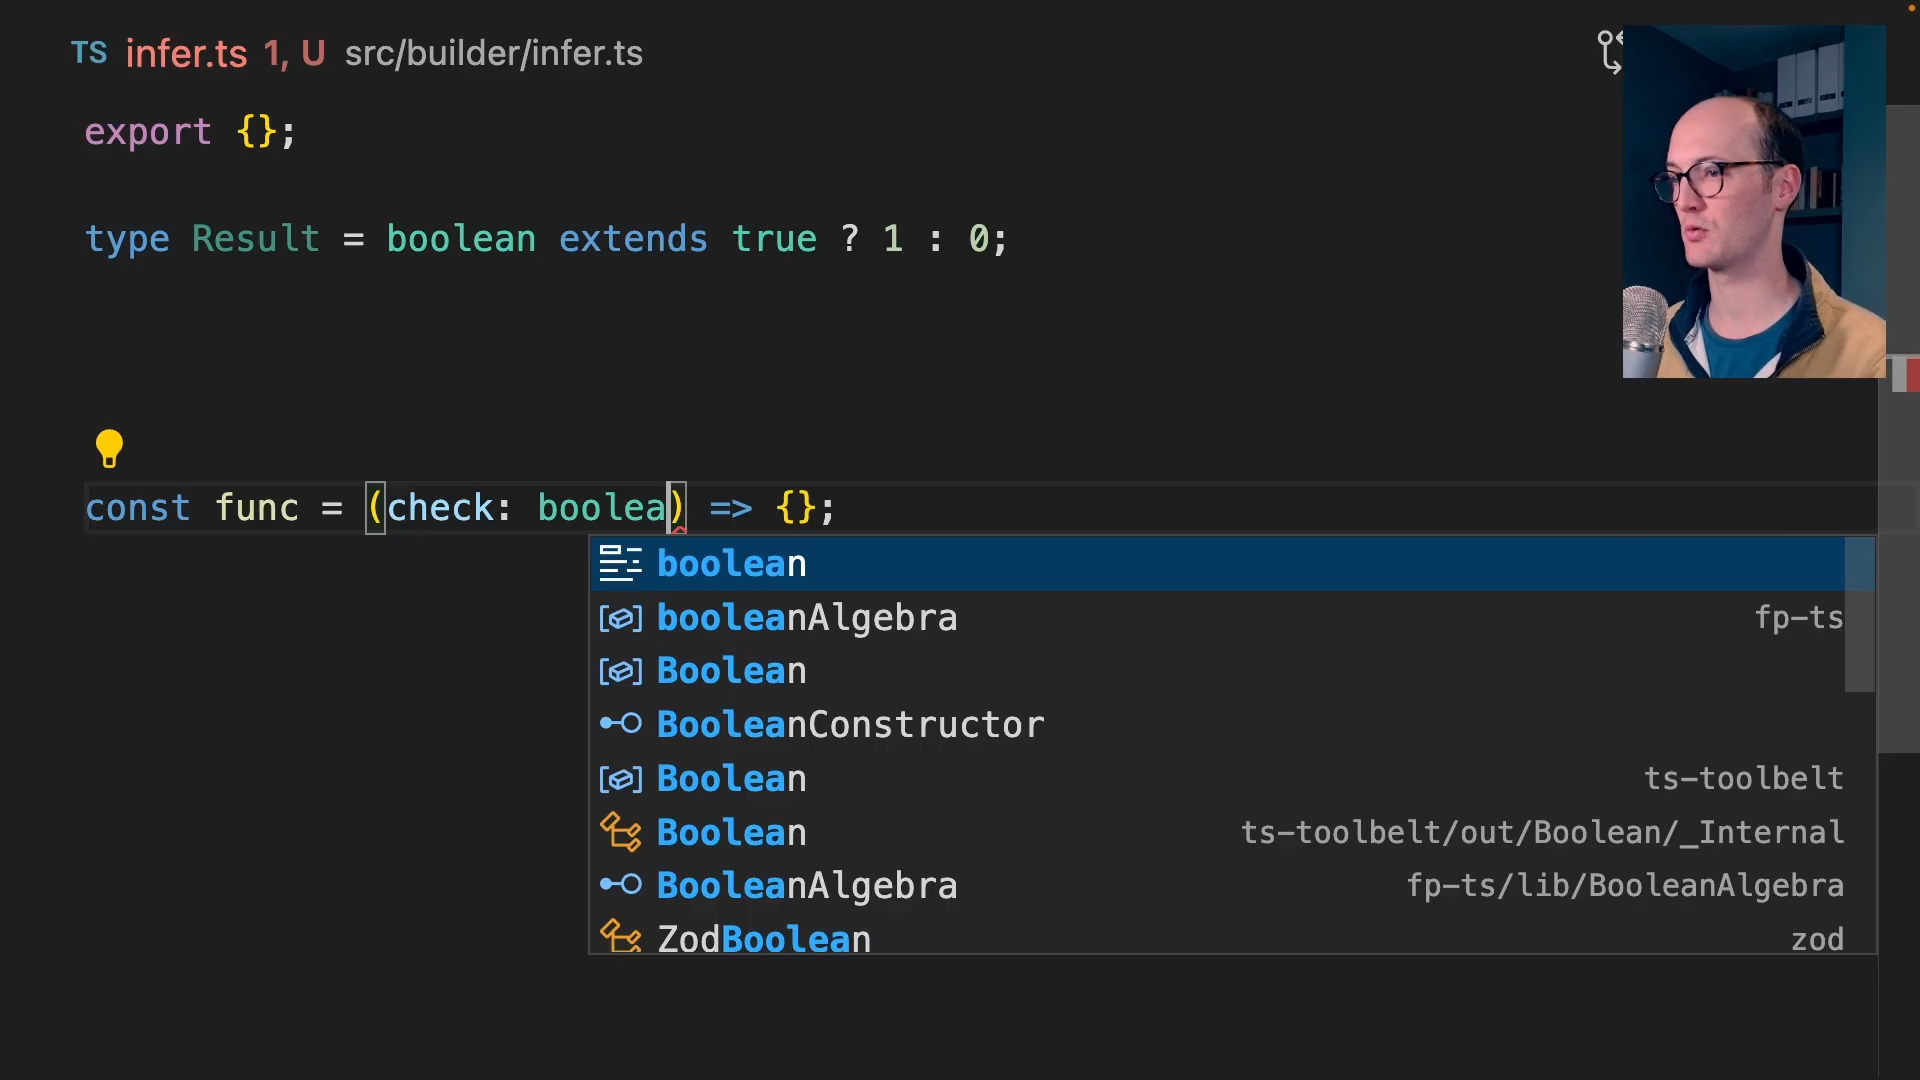 TS infer.ts 1, U src/builder/infer.ts
export {};
type Result = boolean extends true ? 1 : 0;
const func = (check: boolea) => {};
boolean
booleanAlgebra fp-ts
Boolean
BooleanConstructor
Boolean ts-toolbelt
Boolean ts-toolbelt/out/Boolean/_Internal
BooleanAlgebra fp-ts/lib/BooleanAlgebra
ZodBoolean zod